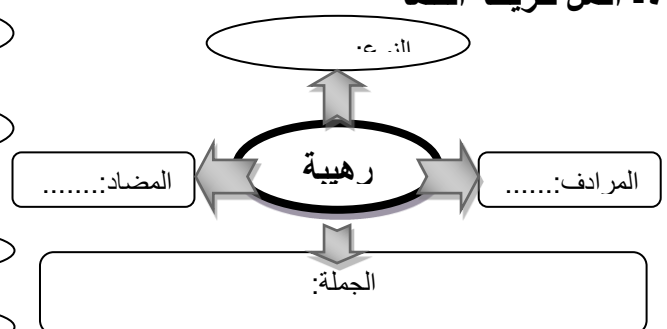 النوع:
المرادف:......
رهيبة
المضاد:.......
الجملة: